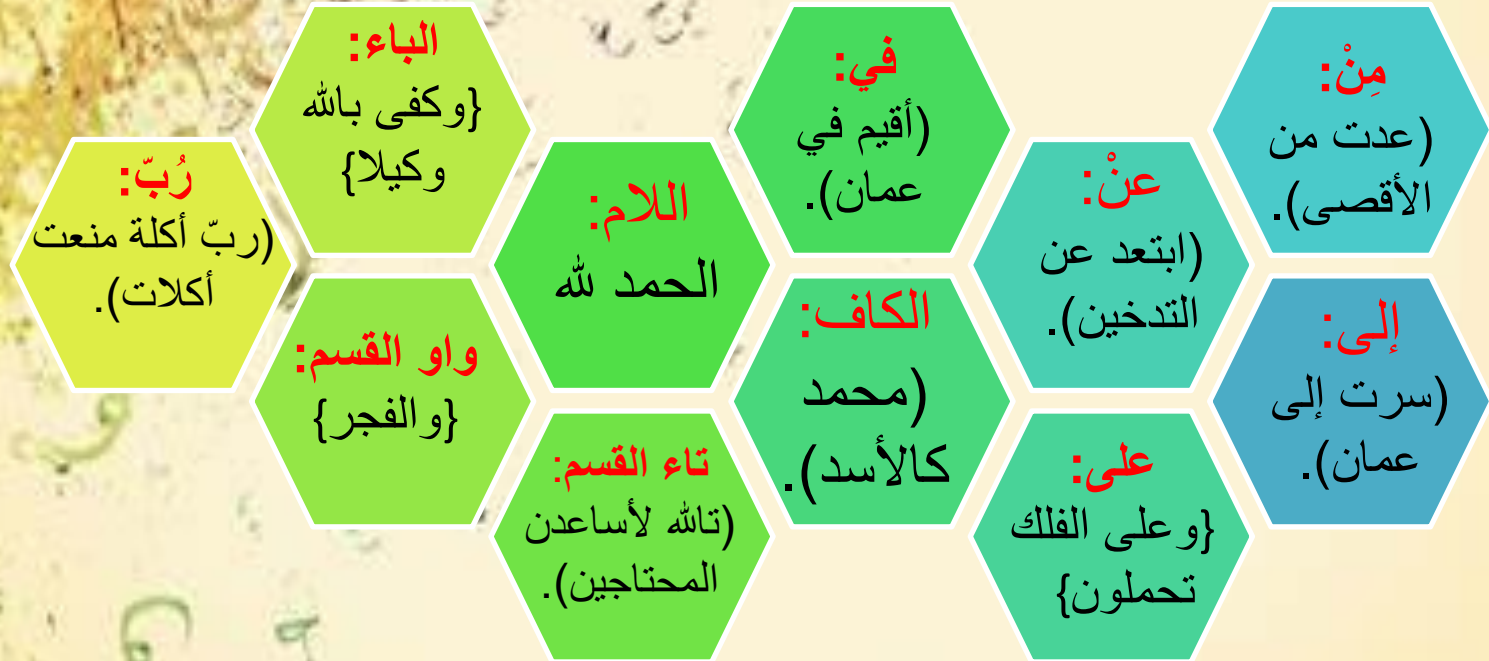 مِنْ:
(عدت من
الأقصى).
إلى:
(سرت إلى
عمان).
عنْ:
(ابتعد عن
التدخين).
على:
{وعلى الفلك
تحملون}
في:
(أقيم في
عمان).
الكاف:
(محمد
كالأسد).
اللام:
الحمد لله
تاء القسم:
(تالله لأساعدن
المحتاجين).
الباء:
{وكفى بالله
وكيلا}
واو القسم:
{والفجر}
رُبّ:
(ربّ أكلة منعت
أكلات).